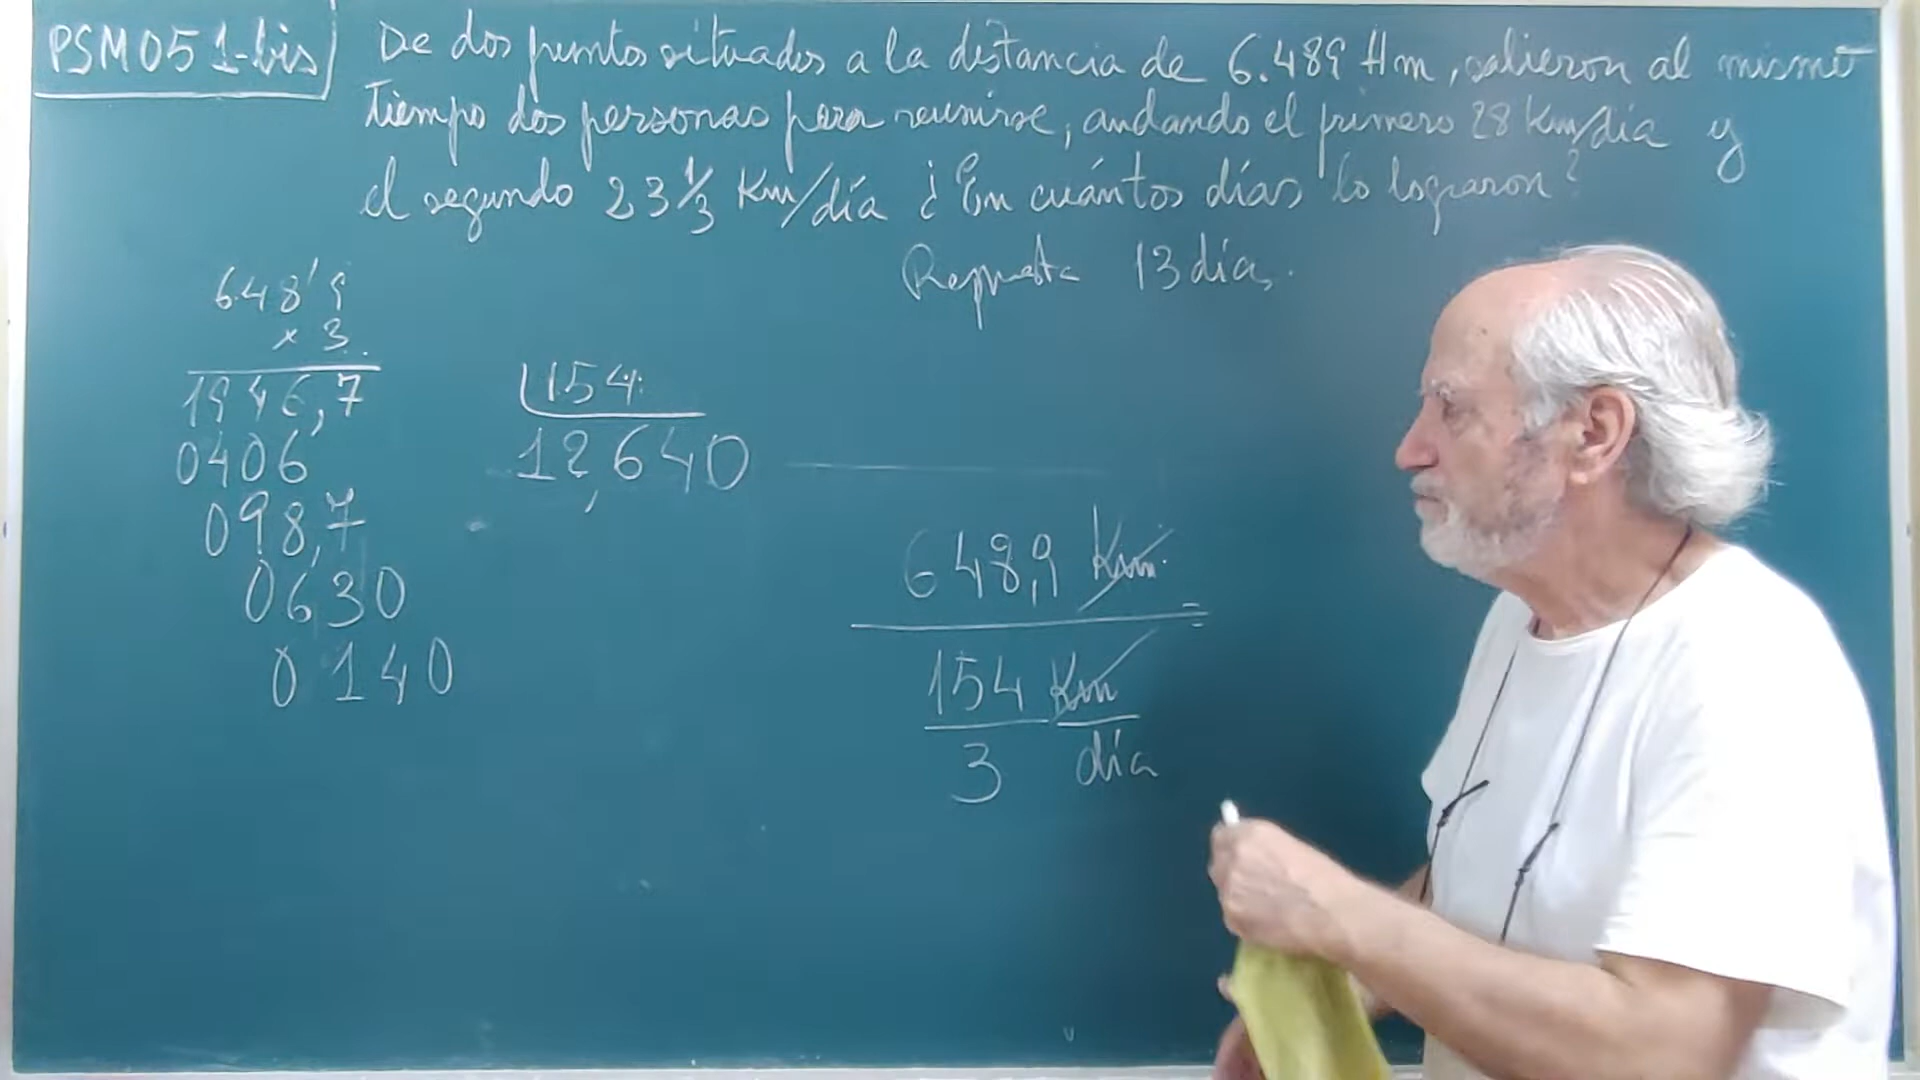 PSM051-bis
De dos puntos situados a la distancia de 6.489 Hm, salieron al mismo
tiempo dos personas para reunirse, andando el primero 28 Km/día y
el segundo 23 1/3 Km/día ¿En cuántos días lo lograron?
Respuesta 13 días.
648'9
x 3
1946,7 154
0406 12,640
098,7
0630
0140
648,9 Km =
154 Km
3 día